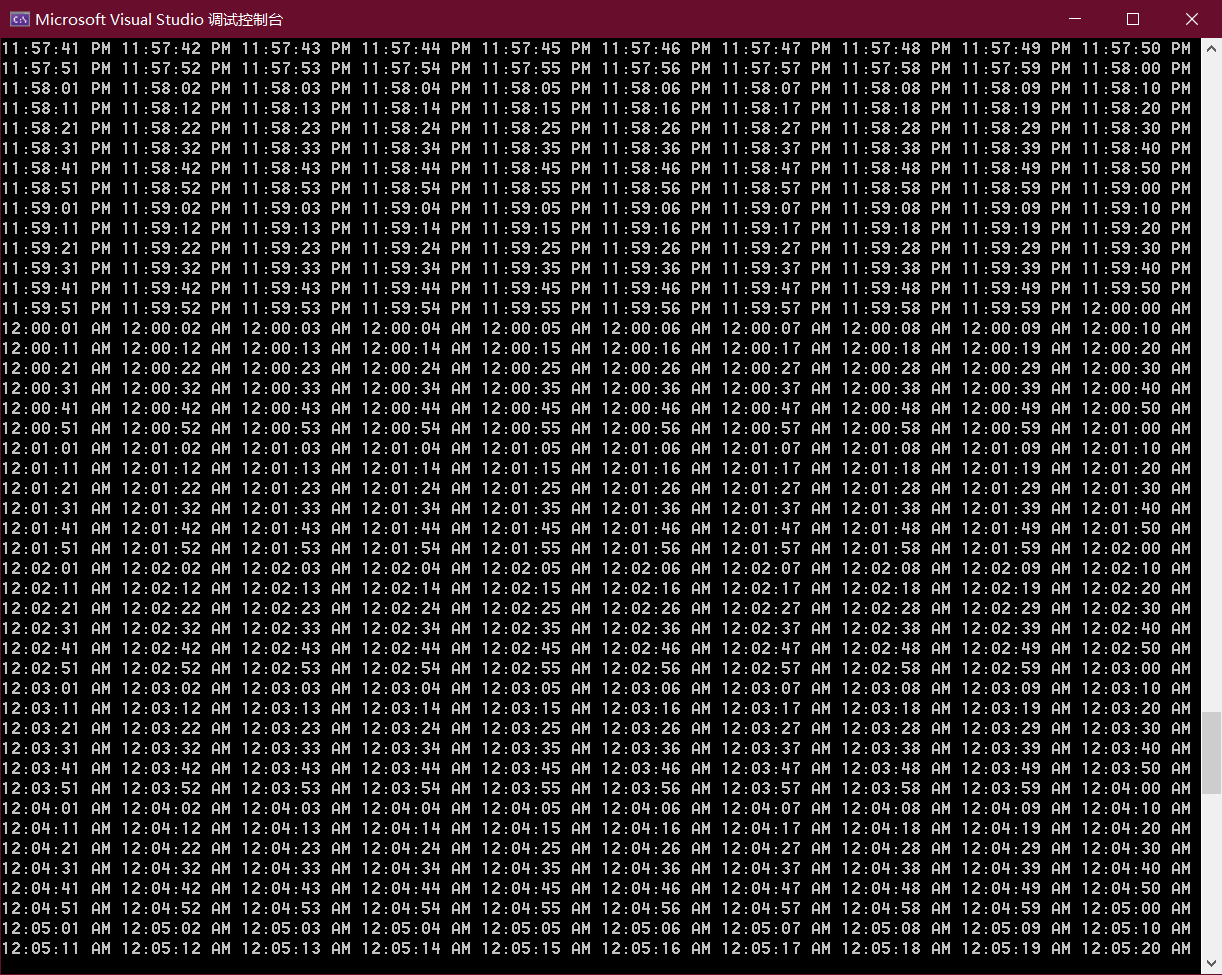 Microsoft Visual Studio 调试控制台
11:57:41 PM 11:57:42 PM 11:57:43 PM 11:57:44 PM 11:57:45 PM 11:57:46 PM 11:57:47 PM 11:57:48 PM 11:57:49 PM 11:57:50 PM
11:57:51 PM 11:57:52 PM 11:57:53 PM 11:57:54 PM 11:57:55 PM 11:57:56 PM 11:57:57 PM 11:57:58 PM 11:57:59 PM 11:58:00 PM
11:58:01 PM 11:58:02 PM 11:58:03 PM 11:58:04 PM 11:58:05 PM 11:58:06 PM 11:58:07 PM 11:58:08 PM 11:58:09 PM 11:58:10 PM
11:58:11 PM 11:58:12 PM 11:58:13 PM 11:58:14 PM 11:58:15 PM 11:58:16 PM 11:58:17 PM 11:58:18 PM 11:58:19 PM 11:58:20 PM
11:58:21 PM 11:58:22 PM 11:58:23 PM 11:58:24 PM 11:58:25 PM 11:58:26 PM 11:58:27 PM 11:58:28 PM 11:58:29 PM 11:58:30 PM
11:58:31 PM 11:58:32 PM 11:58:33 PM 11:58:34 PM 11:58:35 PM 11:58:36 PM 11:58:37 PM 11:58:38 PM 11:58:39 PM 11:58:40 PM
11:58:41 PM 11:58:42 PM 11:58:43 PM 11:58:44 PM 11:58:45 PM 11:58:46 PM 11:58:47 PM 11:58:48 PM 11:58:49 PM 11:58:50 PM
11:58:51 PM 11:58:52 PM 11:58:53 PM 11:58:54 PM 11:58:55 PM 11:58:56 PM 11:58:57 PM 11:58:58 PM 11:58:59 PM 11:59:00 PM
11:59:01 PM 11:59:02 PM 11:59:03 PM 11:59:04 PM 11:59:05 PM 11:59:06 PM 11:59:07 PM 11:59:08 PM 11:59:09 PM 11:59:10 PM
11:59:11 PM 11:59:12 PM 11:59:13 PM 11:59:14 PM 11:59:15 PM 11:59:16 PM 11:59:17 PM 11:59:18 PM 11:59:19 PM 11:59:20 PM
11:59:21 PM 11:59:22 PM 11:59:23 PM 11:59:24 PM 11:59:25 PM 11:59:26 PM 11:59:27 PM 11:59:28 PM 11:59:29 PM 11:59:30 PM
11:59:31 PM 11:59:32 PM 11:59:33 PM 11:59:34 PM 11:59:35 PM 11:59:36 PM 11:59:37 PM 11:59:38 PM 11:59:39 PM 11:59:40 PM
11:59:41 PM 11:59:42 PM 11:59:43 PM 11:59:44 PM 11:59:45 PM 11:59:46 PM 11:59:47 PM 11:59:48 PM 11:59:49 PM 11:59:50 PM
11:59:51 PM 11:59:52 PM 11:59:53 PM 11:59:54 PM 11:59:55 PM 11:59:56 PM 11:59:57 PM 11:59:58 PM 11:59:59 PM 12:00:00 AM
12:00:01 AM 12:00:02 AM 12:00:03 AM 12:00:04 AM 12:00:05 AM 12:00:06 AM 12:00:07 AM 12:00:08 AM 12:00:09 AM 12:00:10 AM
12:00:11 AM 12:00:12 AM 12:00:13 AM 12:00:14 AM 12:00:15 AM 12:00:16 AM 12:00:17 AM 12:00:18 AM 12:00:19 AM 12:00:20 AM
12:00:21 AM 12:00:22 AM 12:00:23 AM 12:00:24 AM 12:00:25 AM 12:00:26 AM 12:00:27 AM 12:00:28 AM 12:00:29 AM 12:00:30 AM
12:00:31 AM 12:00:32 AM 12:00:33 AM 12:00:34 AM 12:00:35 AM 12:00:36 AM 12:00:37 AM 12:00:38 AM 12:00:39 AM 12:00:40 AM
12:00:41 AM 12:00:42 AM 12:00:43 AM 12:00:44 AM 12:00:45 AM 12:00:46 AM 12:00:47 AM 12:00:48 AM 12:00:49 AM 12:00:50 AM
12:00:51 AM 12:00:52 AM 12:00:53 AM 12:00:54 AM 12:00:55 AM 12:00:56 AM 12:00:57 AM 12:00:58 AM 12:00:59 AM 12:01:00 AM
12:01:01 AM 12:01:02 AM 12:01:03 AM 12:01:04 AM 12:01:05 AM 12:01:06 AM 12:01:07 AM 12:01:08 AM 12:01:09 AM 12:01:10 AM
12:01:11 AM 12:01:12 AM 12:01:13 AM 12:01:14 AM 12:01:15 AM 12:01:16 AM 12:01:17 AM 12:01:18 AM 12:01:19 AM 12:01:20 AM
12:01:21 AM 12:01:22 AM 12:01:23 AM 12:01:24 AM 12:01:25 AM 12:01:26 AM 12:01:27 AM 12:01:28 AM 12:01:29 AM 12:01:30 AM
12:01:31 AM 12:01:32 AM 12:01:33 AM 12:01:34 AM 12:01:35 AM 12:01:36 AM 12:01:37 AM 12:01:38 AM 12:01:39 AM 12:01:40 AM
12:01:41 AM 12:01:42 AM 12:01:43 AM 12:01:44 AM 12:01:45 AM 12:01:46 AM 12:01:47 AM 12:01:48 AM 12:01:49 AM 12:01:50 AM
12:01:51 AM 12:01:52 AM 12:01:53 AM 12:01:54 AM 12:01:55 AM 12:01:56 AM 12:01:57 AM 12:01:58 AM 12:01:59 AM 12:02:00 AM
12:02:01 AM 12:02:02 AM 12:02:03 AM 12:02:04 AM 12:02:05 AM 12:02:06 AM 12:02:07 AM 12:02:08 AM 12:02:09 AM 12:02:10 AM
12:02:11 AM 12:02:12 AM 12:02:13 AM 12:02:14 AM 12:02:15 AM 12:02:16 AM 12:02:17 AM 12:02:18 AM 12:02:19 AM 12:02:20 AM
12:02:21 AM 12:02:22 AM 12:02:23 AM 12:02:24 AM 12:02:25 AM 12:02:26 AM 12:02:27 AM 12:02:28 AM 12:02:29 AM 12:02:30 AM
12:02:31 AM 12:02:32 AM 12:02:33 AM 12:02:34 AM 12:02:35 AM 12:02:36 AM 12:02:37 AM 12:02:38 AM 12:02:39 AM 12:02:40 AM
12:02:41 AM 12:02:42 AM 12:02:43 AM 12:02:44 AM 12:02:45 AM 12:02:46 AM 12:02:47 AM 12:02:48 AM 12:02:49 AM 12:02:50 AM
12:02:51 AM 12:02:52 AM 12:02:53 AM 12:02:54 AM 12:02:55 AM 12:02:56 AM 12:02:57 AM 12:02:58 AM 12:02:59 AM 12:03:00 AM
12:03:01 AM 12:03:02 AM 12:03:03 AM 12:03:04 AM 12:03:05 AM 12:03:06 AM 12:03:07 AM 12:03:08 AM 12:03:09 AM 12:03:10 AM
12:03:11 AM 12:03:12 AM 12:03:13 AM 12:03:14 AM 12:03:15 AM 12:03:16 AM 12:03:17 AM 12:03:18 AM 12:03:19 AM 12:03:20 AM
12:03:21 AM 12:03:22 AM 12:03:23 AM 12:03:24 AM 12:03:25 AM 12:03:26 AM 12:03:27 AM 12:03:28 AM 12:03:29 AM 12:03:30 AM
12:03:31 AM 12:03:32 AM 12:03:33 AM 12:03:34 AM 12:03:35 AM 12:03:36 AM 12:03:37 AM 12:03:38 AM 12:03:39 AM 12:03:40 AM
12:03:41 AM 12:03:42 AM 12:03:43 AM 12:03:44 AM 12:03:45 AM 12:03:46 AM 12:03:47 AM 12:03:48 AM 12:03:49 AM 12:03:50 AM
12:03:51 AM 12:03:52 AM 12:03:53 AM 12:03:54 AM 12:03:55 AM 12:03:56 AM 12:03:57 AM 12:03:58 AM 12:03:59 AM 12:04:00 AM
12:04:01 AM 12:04:02 AM 12:04:03 AM 12:04:04 AM 12:04:05 AM 12:04:06 AM 12:04:07 AM 12:04:08 AM 12:04:09 AM 12:04:10 AM
12:04:11 AM 12:04:12 AM 12:04:13 AM 12:04:14 AM 12:04:15 AM 12:04:16 AM 12:04:17 AM 12:04:18 AM 12:04:19 AM 12:04:20 AM
12:04:21 AM 12:04:22 AM 12:04:23 AM 12:04:24 AM 12:04:25 AM 12:04:26 AM 12:04:27 AM 12:04:28 AM 12:04:29 AM 12:04:30 AM
12:04:31 AM 12:04:32 AM 12:04:33 AM 12:04:34 AM 12:04:35 AM 12:04:36 AM 12:04:37 AM 12:04:38 AM 12:04:39 AM 12:04:40 AM
12:04:41 AM 12:04:42 AM 12:04:43 AM 12:04:44 AM 12:04:45 AM 12:04:46 AM 12:04:47 AM 12:04:48 AM 12:04:49 AM 12:04:50 AM
12:04:51 AM 12:04:52 AM 12:04:53 AM 12:04:54 AM 12:04:55 AM 12:04:56 AM 12:04:57 AM 12:04:58 AM 12:04:59 AM 12:05:00 AM
12:05:01 AM 12:05:02 AM 12:05:03 AM 12:05:04 AM 12:05:05 AM 12:05:06 AM 12:05:07 AM 12:05:08 AM 12:05:09 AM 12:05:10 AM
12:05:11 AM 12:05:12 AM 12:05:13 AM 12:05:14 AM 12:05:15 AM 12:05:16 AM 12:05:17 AM 12:05:18 AM 12:05:19 AM 12:05:20 AM